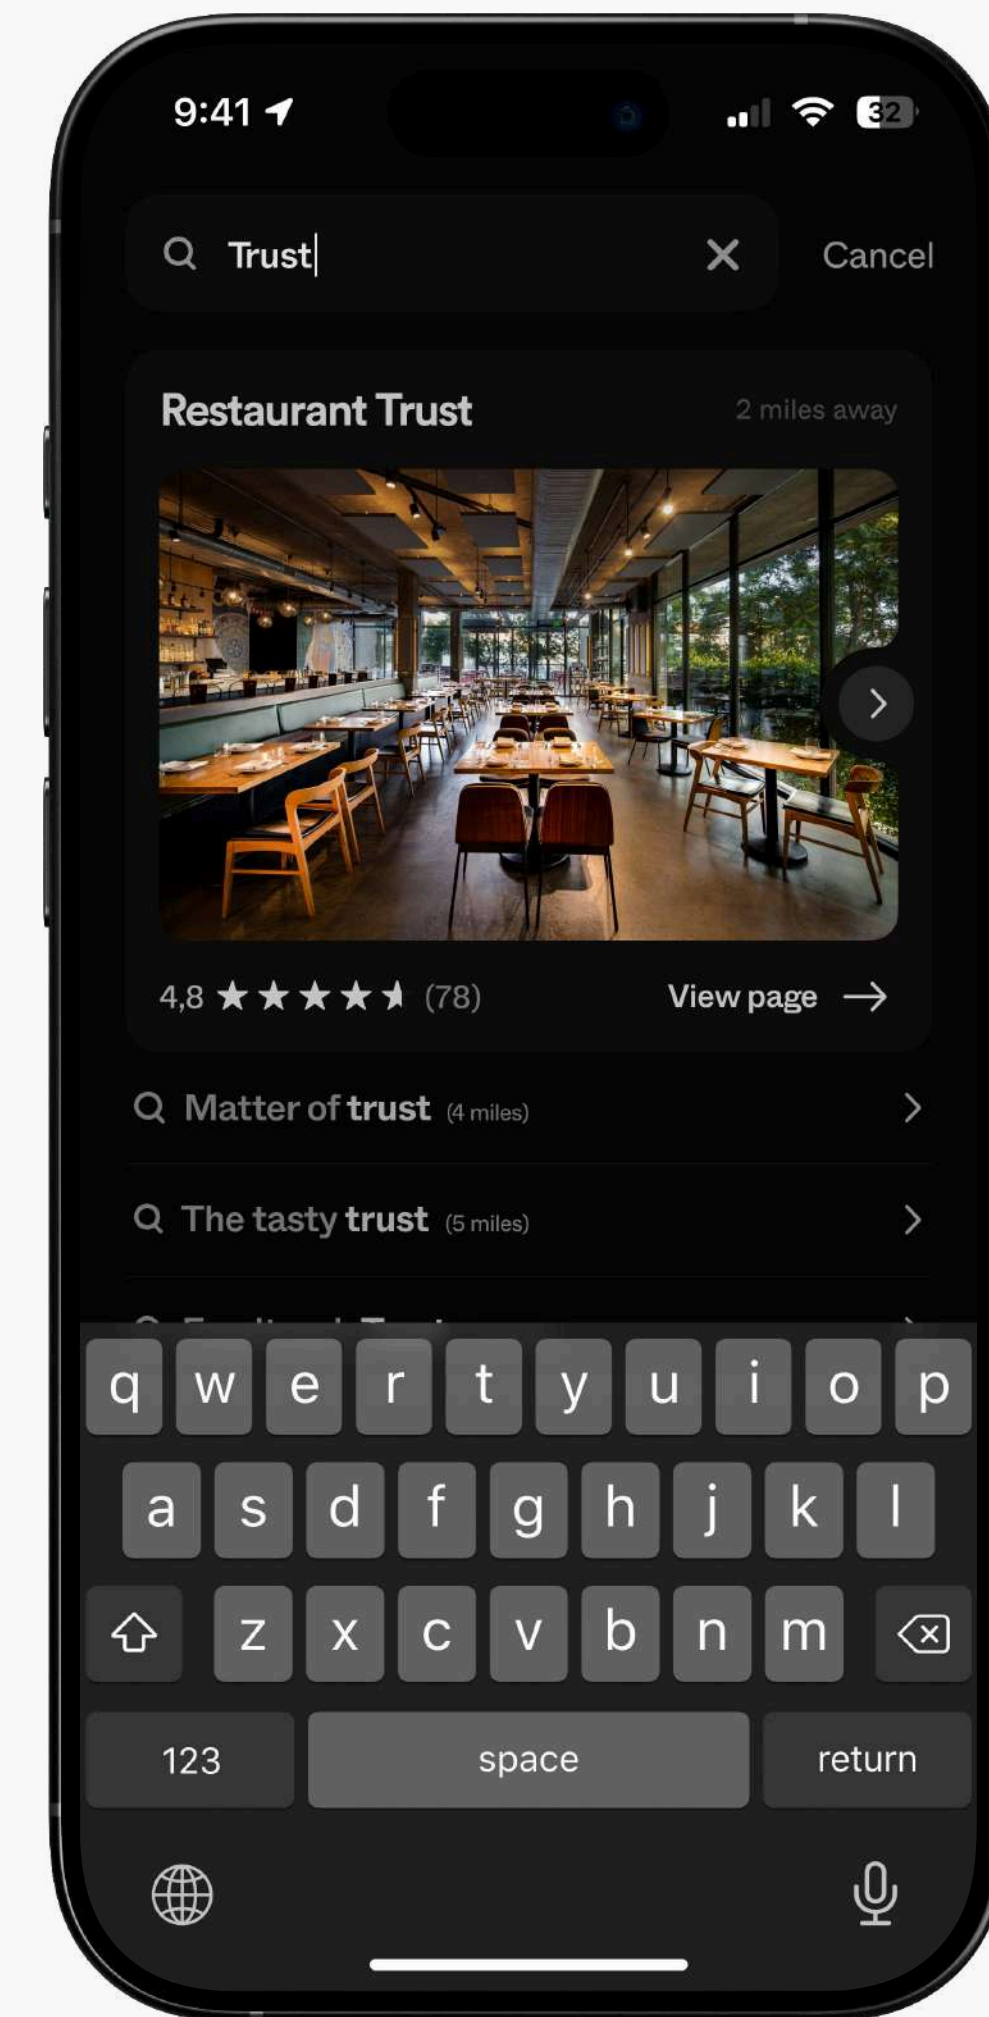 9:41 32
Trust Cancel
Restaurant Trust 2 miles away
4,8 (78) View page
Matter of trust (4 miles)
The tasty trust (5 miles)
q w e r t y u i o p
a s d f g h j k l
z x c v b n m
123 space return